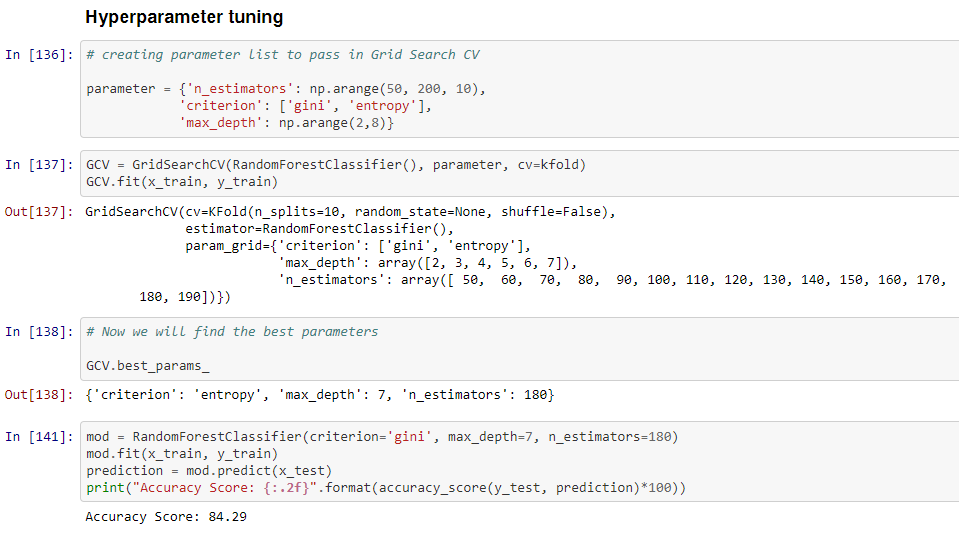 Hyperparameter tuning
In [136]: # creating parameter list to pass in Grid Search CV
parameter = {'n_estimators': np.arange(50, 200, 10),
'criterion': ['gini', 'entropy'],
'max_depth': np.arange(2,8)}
In [137]: GCV = GridSearchCV(RandomForestClassifier(), parameter, cv=kfold)
GCV.fit(x_train, y_train)
Out[137]: GridSearchCV(cv=KFold(n_splits=10, random_state=None, shuffle=False),
estimator=RandomForestClassifier(),
param_grid={'criterion': ['gini', 'entropy'],
'max_depth': array([2, 3, 4, 5, 6, 7]),
'n_estimators': array([ 50,  60,  70,  80,  90, 100, 110, 120, 130, 140, 150, 160, 170,
180, 190])})
In [138]: # Now we will find the best parameters
GCV.best_params_
Out[138]: {'criterion': 'entropy', 'max_depth': 7, 'n_estimators': 180}
In [141]: mod = RandomForestClassifier(criterion='gini', max_depth=7, n_estimators=180)
mod.fit(x_train, y_train)
prediction = mod.predict(x_test)
print("Accuracy Score: {:.2f}".format(accuracy_score(y_test, prediction)*100))
Accuracy Score: 84.29